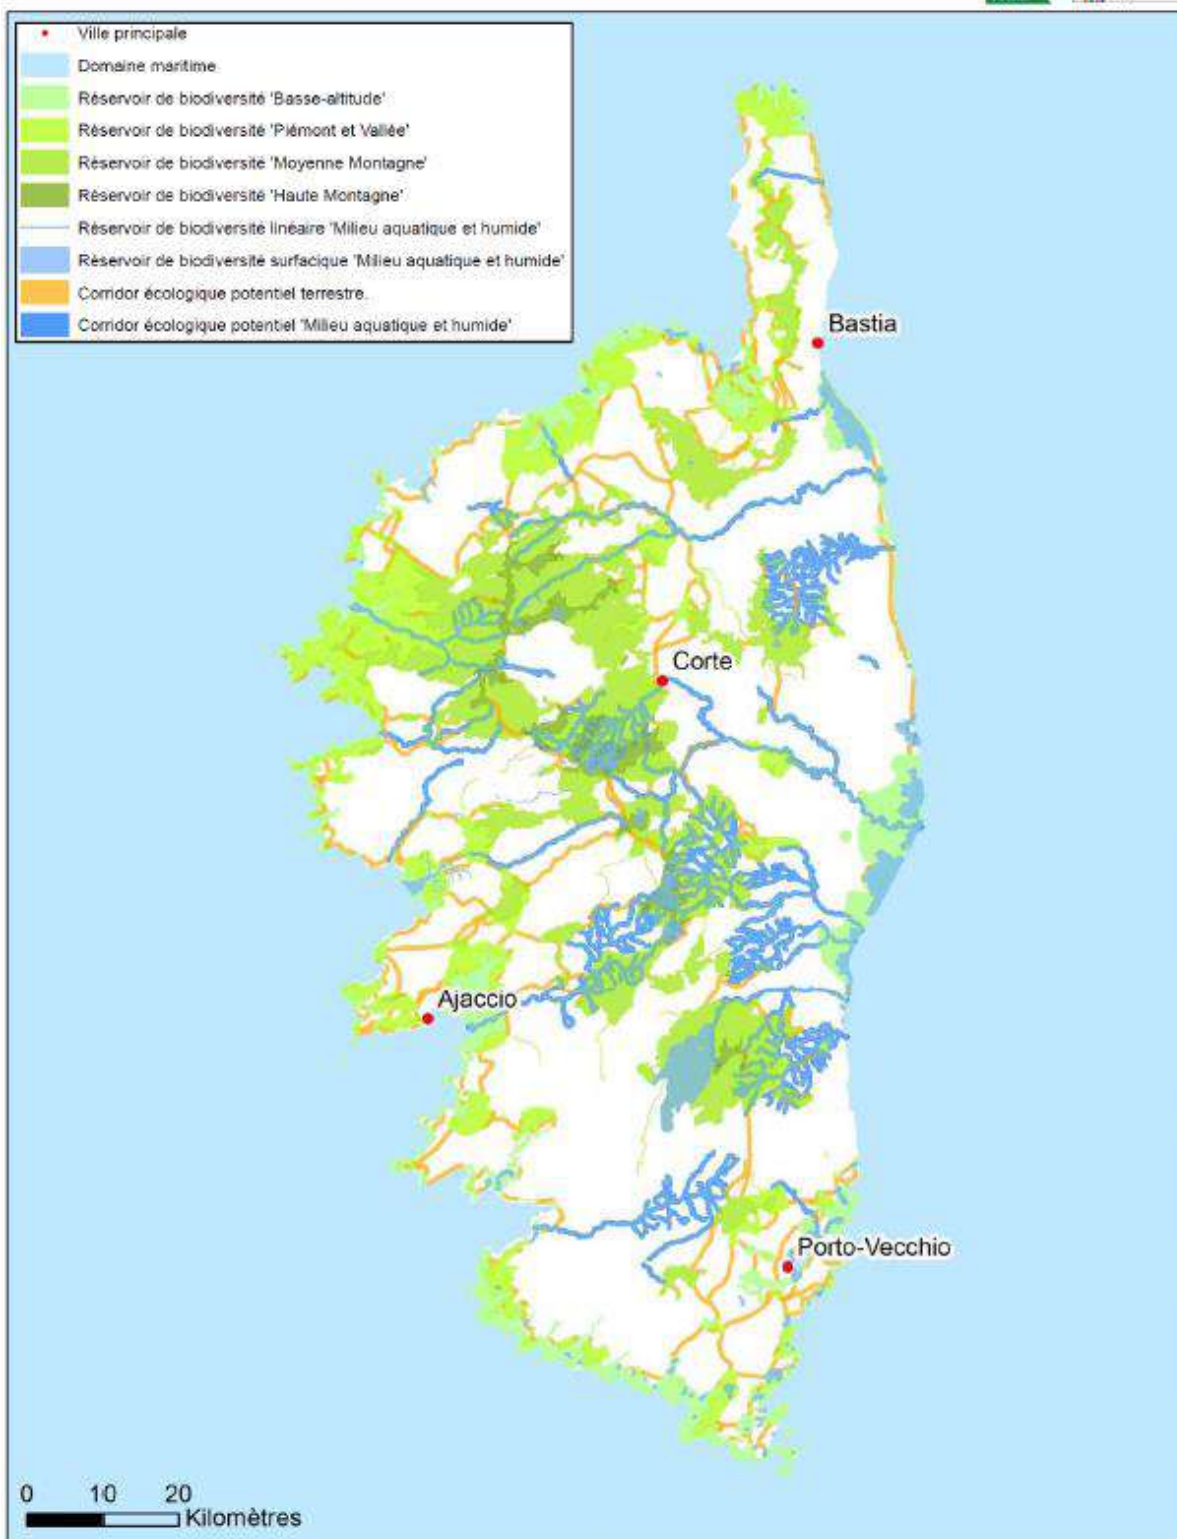 Ville principale
Domaine maritime
Réservoir de biodiversité 'Basse-altitude'
Réservoir de biodiversité 'Piémont et Vallée'
Réservoir de biodiversité 'Moyenne Montagne'
Réservoir de biodiversité 'Haute Montagne'
Réservoir de biodiversité linéaire 'Milieu aquatique et humide'
Réservoir de biodiversité surfacique 'Milieu aquatique et humide'
Corridor écologique potentiel terrestre.
Corridor écologique potentiel 'Milieu aquatique et humide'
Bastia
Corte
Ajaccio
Porto-Vecchio
0 10 20
Kilomètres